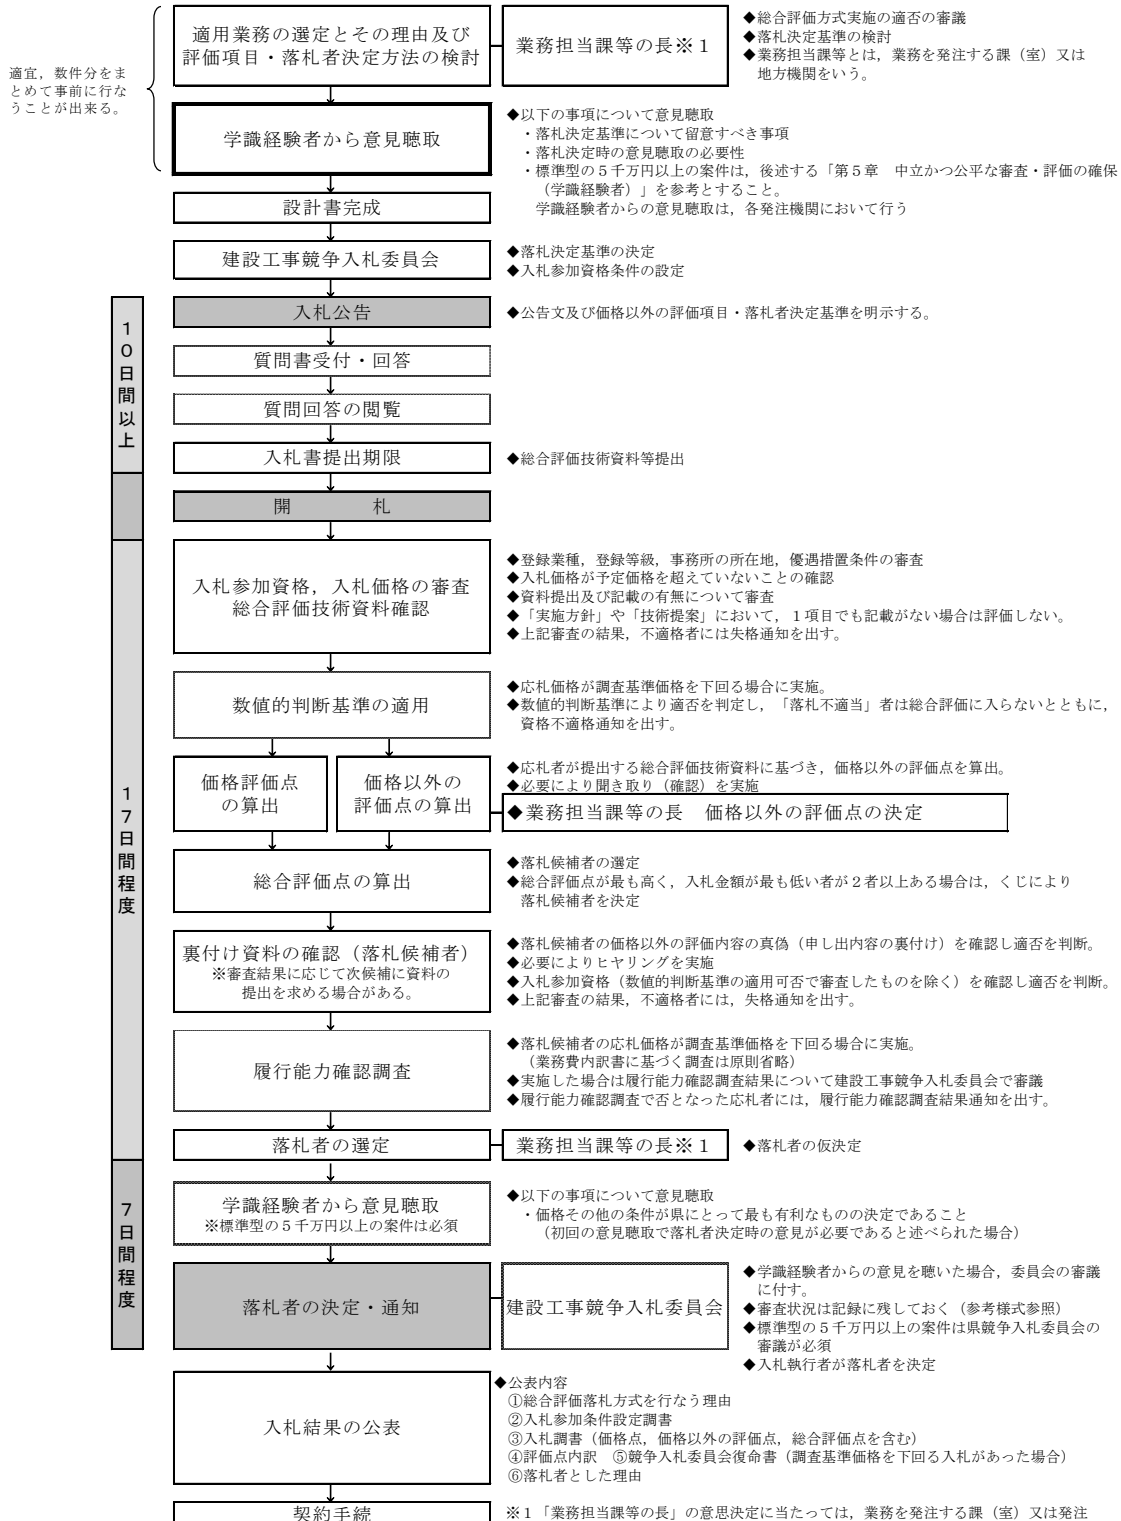 適用業務の選定とその理由及び
評価項目・落札者決定方法の検討
業務担当課等の長※１
◆総合評価方式実施の適否の審議
◆落札決定基準の検討
◆業務担当課等とは，業務を発注する課（室）又は
地方機関をいう。
適宜，数件分をま
とめて事前に行な
うことが出来る。
学識経験者から意見聴取
◆以下の事項について意見聴取
・落札決定基準について留意すべき事項
・落札決定時の意見聴取の必要性
・標準型の５千万円以上の案件は，後述する「第５章　中立かつ公平な審査・評価の確保
（学識経験者）」を参考とすること。
学識経験者からの意見聴取は，各発注機関において行う
設計書完成
建設工事競争入札委員会
◆落札決定基準の決定
◆入札参加資格条件の設定
１０日間以上
入札公告
◆公告文及び価格以外の評価項目・落札者決定基準を明示する。
質問書受付・回答
質問回答の閲覧
入札書提出期限
◆総合評価技術資料等提出
開　　　　札
１７日間程度
入札参加資格，入札価格の審査
総合評価技術資料確認
◆登録業種，登録等級，事務所の所在地，優遇措置条件の審査
◆入札価格が予定価格を超えていないことの確認
◆資料提出及び記載の有無について審査
◆「実施方針」や「技術提案」において，１項目でも記載がない場合は評価しない。
◆上記審査の結果，不適格者には失格通知を出す。
数値的判断基準の適用
◆応札価格が調査基準価格を下回る場合に実施。
◆数値的判断基準により適否を判定し，「落札不適当」者は総合評価に入らないとともに，
資格不適格通知を出す。
価格評価点
の算出
価格以外の
評価点の算出
◆応札者が提出する総合評価技術資料に基づき，価格以外の評価点を算出。
◆必要により聞き取り（確認）を実施
◆業務担当課等の長　価格以外の評価点の決定
総合評価点の算出
◆落札候補者の選定
◆総合評価点が最も高く，入札金額が最も低い者が２者以上ある場合は，くじにより
落札候補者を決定
裏付け資料の確認（落札候補者）
※審査結果に応じて次候補に資料の
提出を求める場合がある。
◆落札候補者の価格以外の評価内容の真偽（申し出内容の裏付け）を確認し適否を判断。
◆必要によりヒヤリングを実施
◆入札参加資格（数値的判断基準の適用可否で審査したものを除く）を確認し適否を判断。
◆上記審査の結果，不適格者には，失格通知を出す。
履行能力確認調査
◆落札候補者の応札価格が調査基準価格を下回る場合に実施。
（業務費内訳書に基づく調査は原則省略）
◆実施した場合は履行能力確認調査結果について建設工事競争入札委員会で審議
◆履行能力確認調査で否となった応札者には，履行能力確認調査結果通知を出す。
落札者の選定
業務担当課等の長※１
◆落札者の仮決定
７日間程度
学識経験者から意見聴取
※標準型の５千万円以上の案件は必須
◆以下の事項について意見聴取
・価格その他の条件が県にとって最も有利なものの決定であること
（初回の意見聴取で落札者決定時の意見が必要であると述べられた場合）
落札者の決定・通知
建設工事競争入札委員会
◆学識経験者からの意見を聴いた場合，委員会の審議
に付す。
◆審査状況は記録に残しておく（参考様式参照）
◆標準型の５千万円以上の案件は県競争入札委員会の
審議が必須
◆入札執行者が落札者を決定
入札結果の公表
◆公表内容
①総合評価落札方式を行なう理由
②入札参加条件設定調書
③入札調書（価格点，価格以外の評価点，総合評価点を含む）
④評価点内訳　⑤競争入札委員会復命書（調査基準価格を下回る入札があった場合）
⑥落札者とした理由
契約手続
※１「業務担当課等の長」の意思決定に当たっては，業務を発注する課（室）又は発注